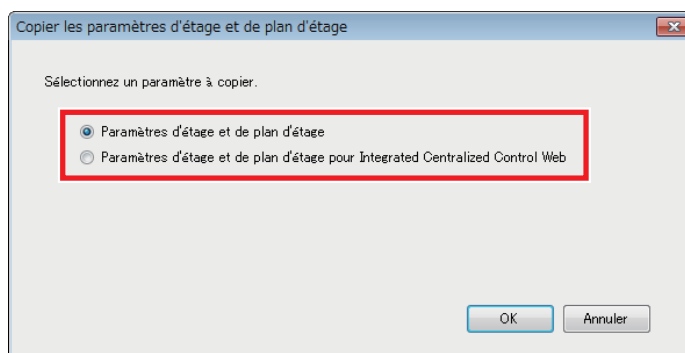 Copier les paramètres d'étage et de plan d'étage
Sélectionnez un paramètre à copier.
Paramètres d'étage et de plan d'étage
Paramètres d'étage et de plan d'étage pour Integrated Centralized Control Web
OK Annuler